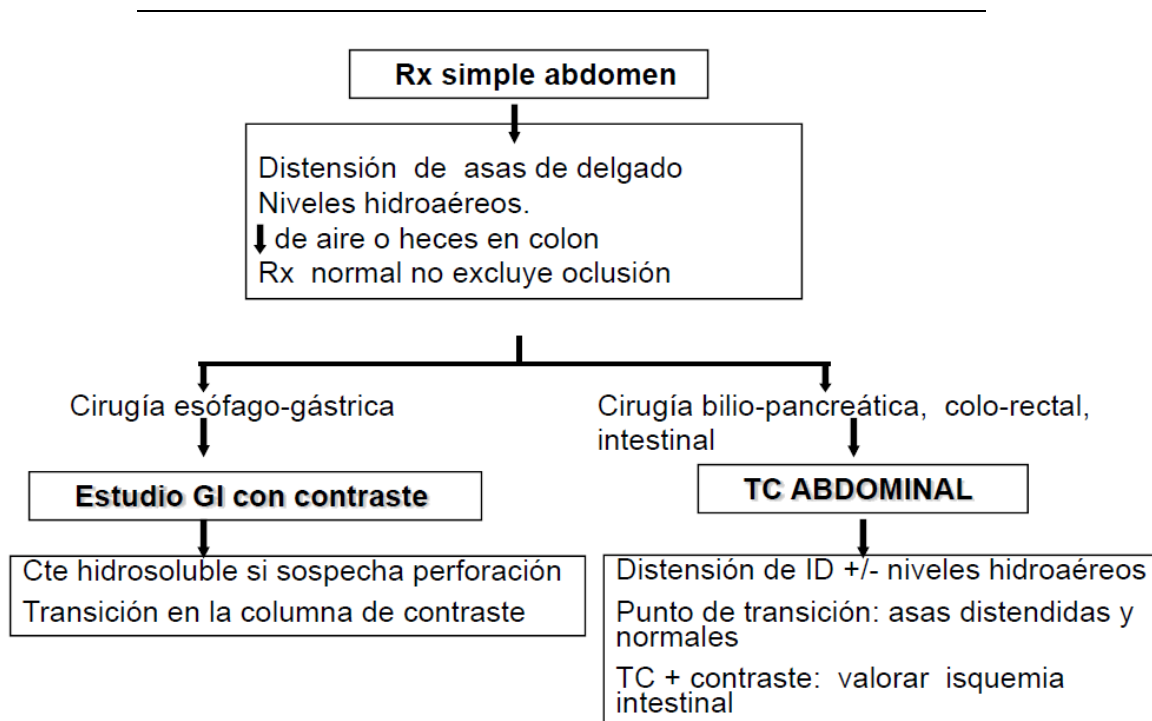 Rx simple abdomen
Distensión de asas de delgado
Niveles hidroaéreos.
de aire o heces en colon
Rx normal no excluye oclusión
Cirugía esófago-gástrica
Estudio GI con contraste
Cte hidrosoluble si sospecha perforación
Transición en la columna de contraste
Cirugía bilio-pancreática, colo-rectal,
intestinal
TC ABDOMINAL
Distensión de ID +/- niveles hidroaéreos
Punto de transición: asas distendidas y
normales
TC + contraste: valorar isquemia
intestinal